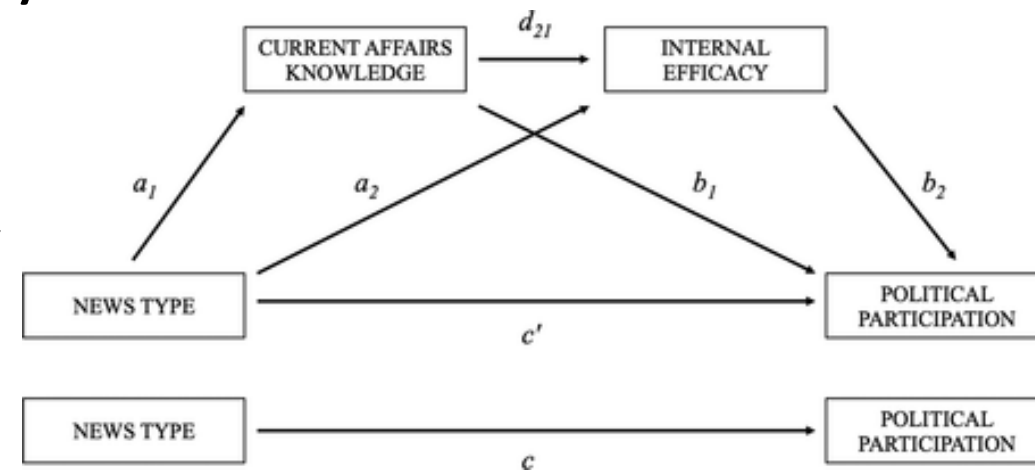 d21
CURRENT AFFAIRS
KNOWLEDGE
INTERNAL
EFFICACY
a1
a2
b1
b2
NEWS TYPE
POLITICAL
PARTICIPATION
c'
NEWS TYPE
POLITICAL
PARTICIPATION
c